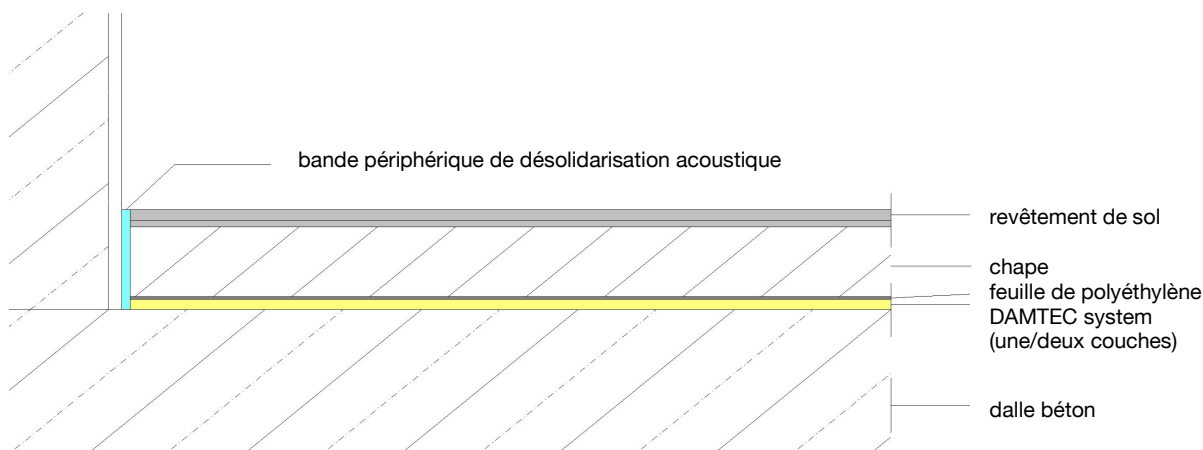 bande périphérique de désolidarisation acoustique
revêtement de sol
chape
feuille de polyéthylène
DAMTEC system
(une/deux couches)
dalle béton